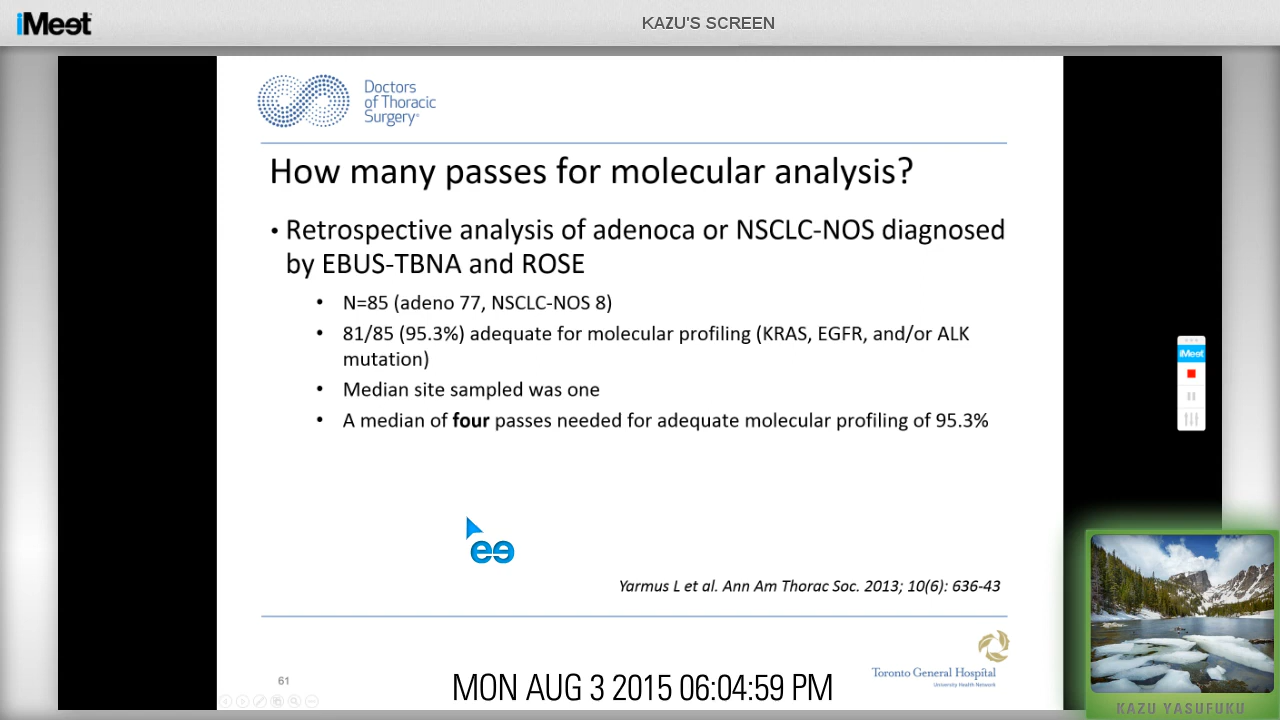 iMeet
KAZU'S SCREEN
Doctors
of Thoracic
Surgery
How many passes for molecular analysis?
• Retrospective analysis of adenoca or NSCLC-NOS diagnosed
by EBUS-TBNA and ROSE
• N=85 (adeno 77, NSCLC-NOS 8)
• 81/85 (95.3%) adequate for molecular profiling (KRAS, EGFR, and/or ALK
mutation)
• Median site sampled was one
• A median of four passes needed for adequate molecular profiling of 95.3%
iMeet
ee
Yarmus L et al. Ann Am Thorac Soc. 2013; 10(6): 636-43
Toronto General Hospital
University Health Network
61
MON AUG 3 2015 06:04:59 PM
KAZU YASUFUKU